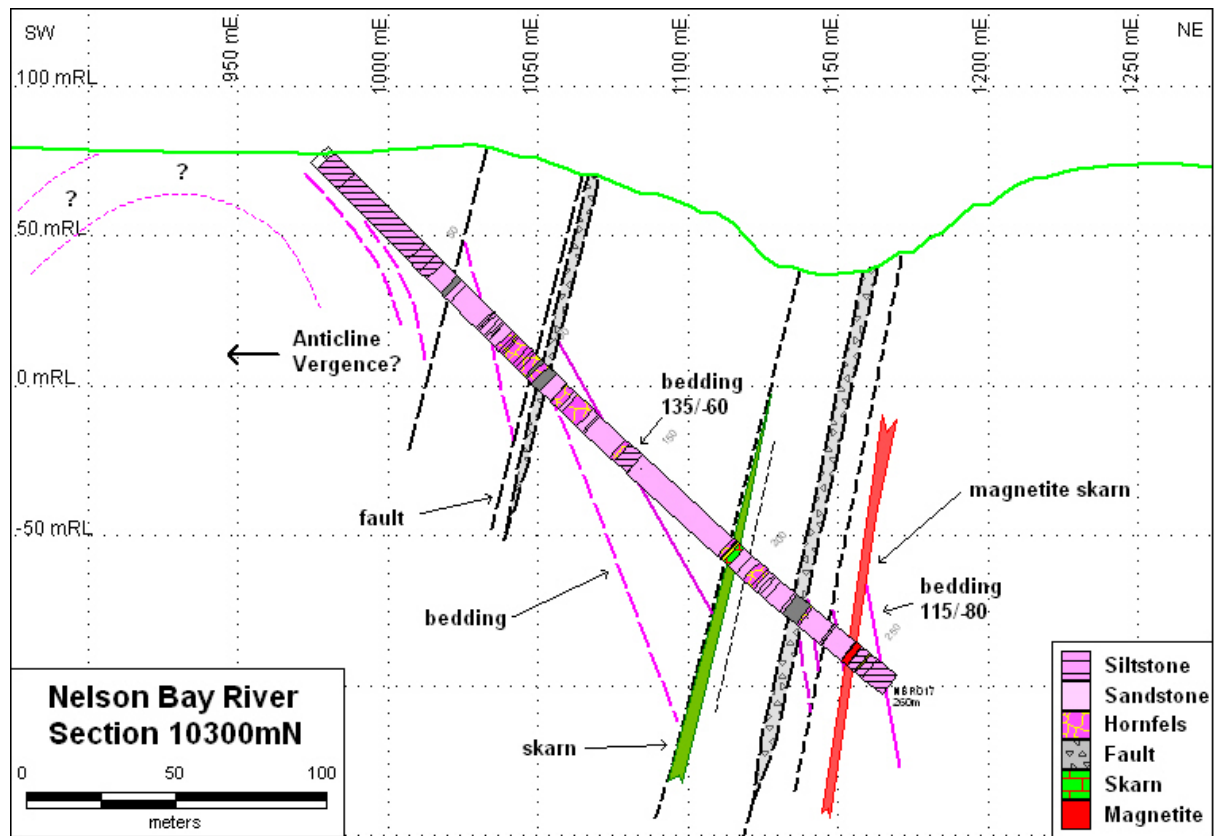 SW
950 mE
1000 mE
1050 mE
1100 mE
1150 mE
1200 mE
1250 mE
NE
100 mRL
?
?
50 mRL
50
Anticline
Vergence?
0 mRL
bedding
135/-60
150
magnetite skarn
fault
-50 mRL
200
bedding
115/-80
bedding
250
NBRD17
260m
skarn
Nelson Bay River
Section 10300mN
0 50 100
meters
Siltstone
Sandstone
Hornfels
Fault
Skarn
Magnetite